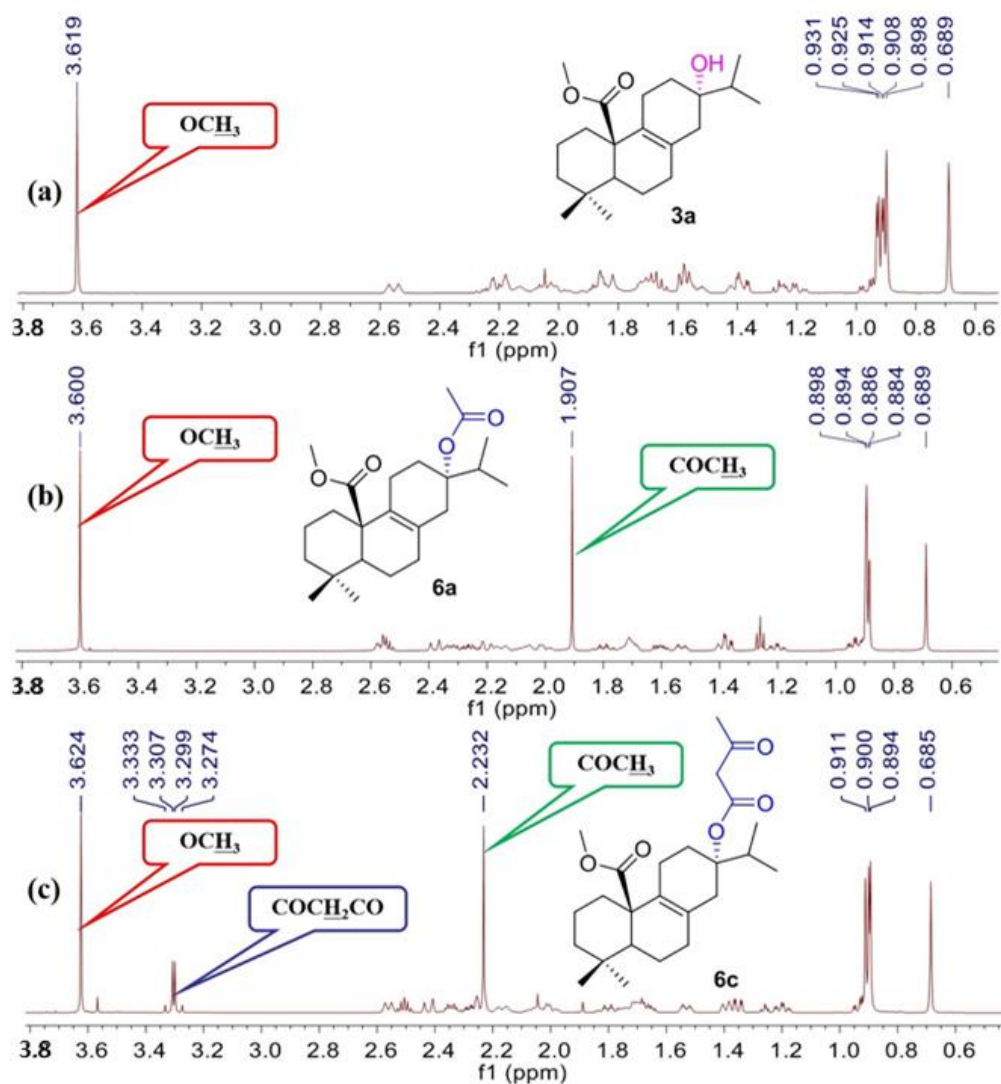 3.619
0.931
0.925
0.914
0.908
0.898
0.689
OCH3
(a)
O
O
OH
3a
3.8 3.6 3.4 3.2 3.0 2.8 2.6 2.4 2.2 2.0 1.8 1.6 1.4 1.2 1.0 0.8 0.6
f1 (ppm)
3.600
1.907
0.898
0.894
0.886
0.884
0.689
OCH3
COCH3
(b)
O
O
O
O
6a
3.8 3.6 3.4 3.2 3.0 2.8 2.6 2.4 2.2 2.0 1.8 1.6 1.4 1.2 1.0 0.8 0.6
f1 (ppm)
3.624
3.333
3.307
3.299
3.274
2.232
0.911
0.900
0.894
0.685
COCH3
OCH3
(c)
COCH2CO
O
O
O
O
O
6c
3.8 3.6 3.4 3.2 3.0 2.8 2.6 2.4 2.2 2.0 1.8 1.6 1.4 1.2 1.0 0.8 0.6
f1 (ppm)